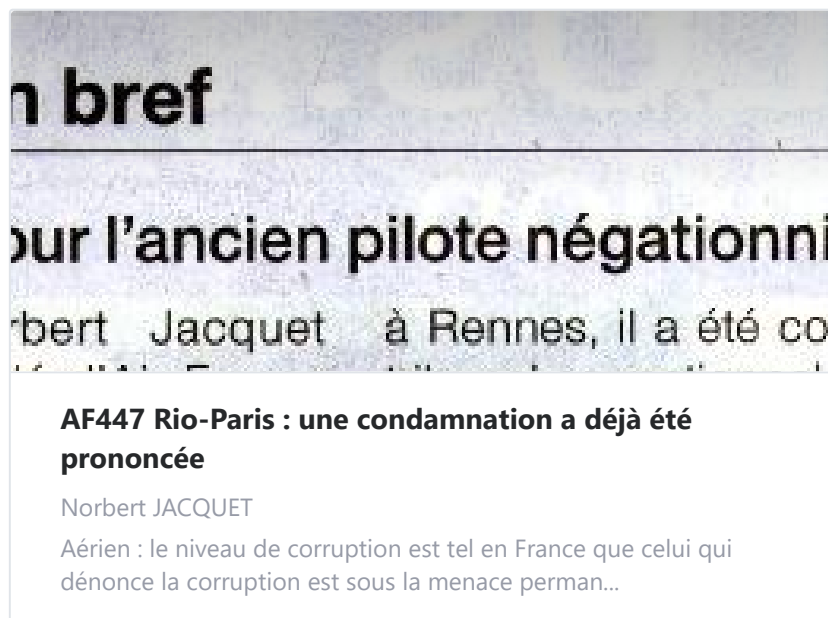 n bref
our l'ancien pilote négationni
rbert Jacquet à Rennes, il a été co
AF447 Rio-Paris : une condamnation a déjà été
prononcée
Norbert JACQUET
Aérien : le niveau de corruption est tel en France que celui qui
dénonce la corruption est sous la menace perman...